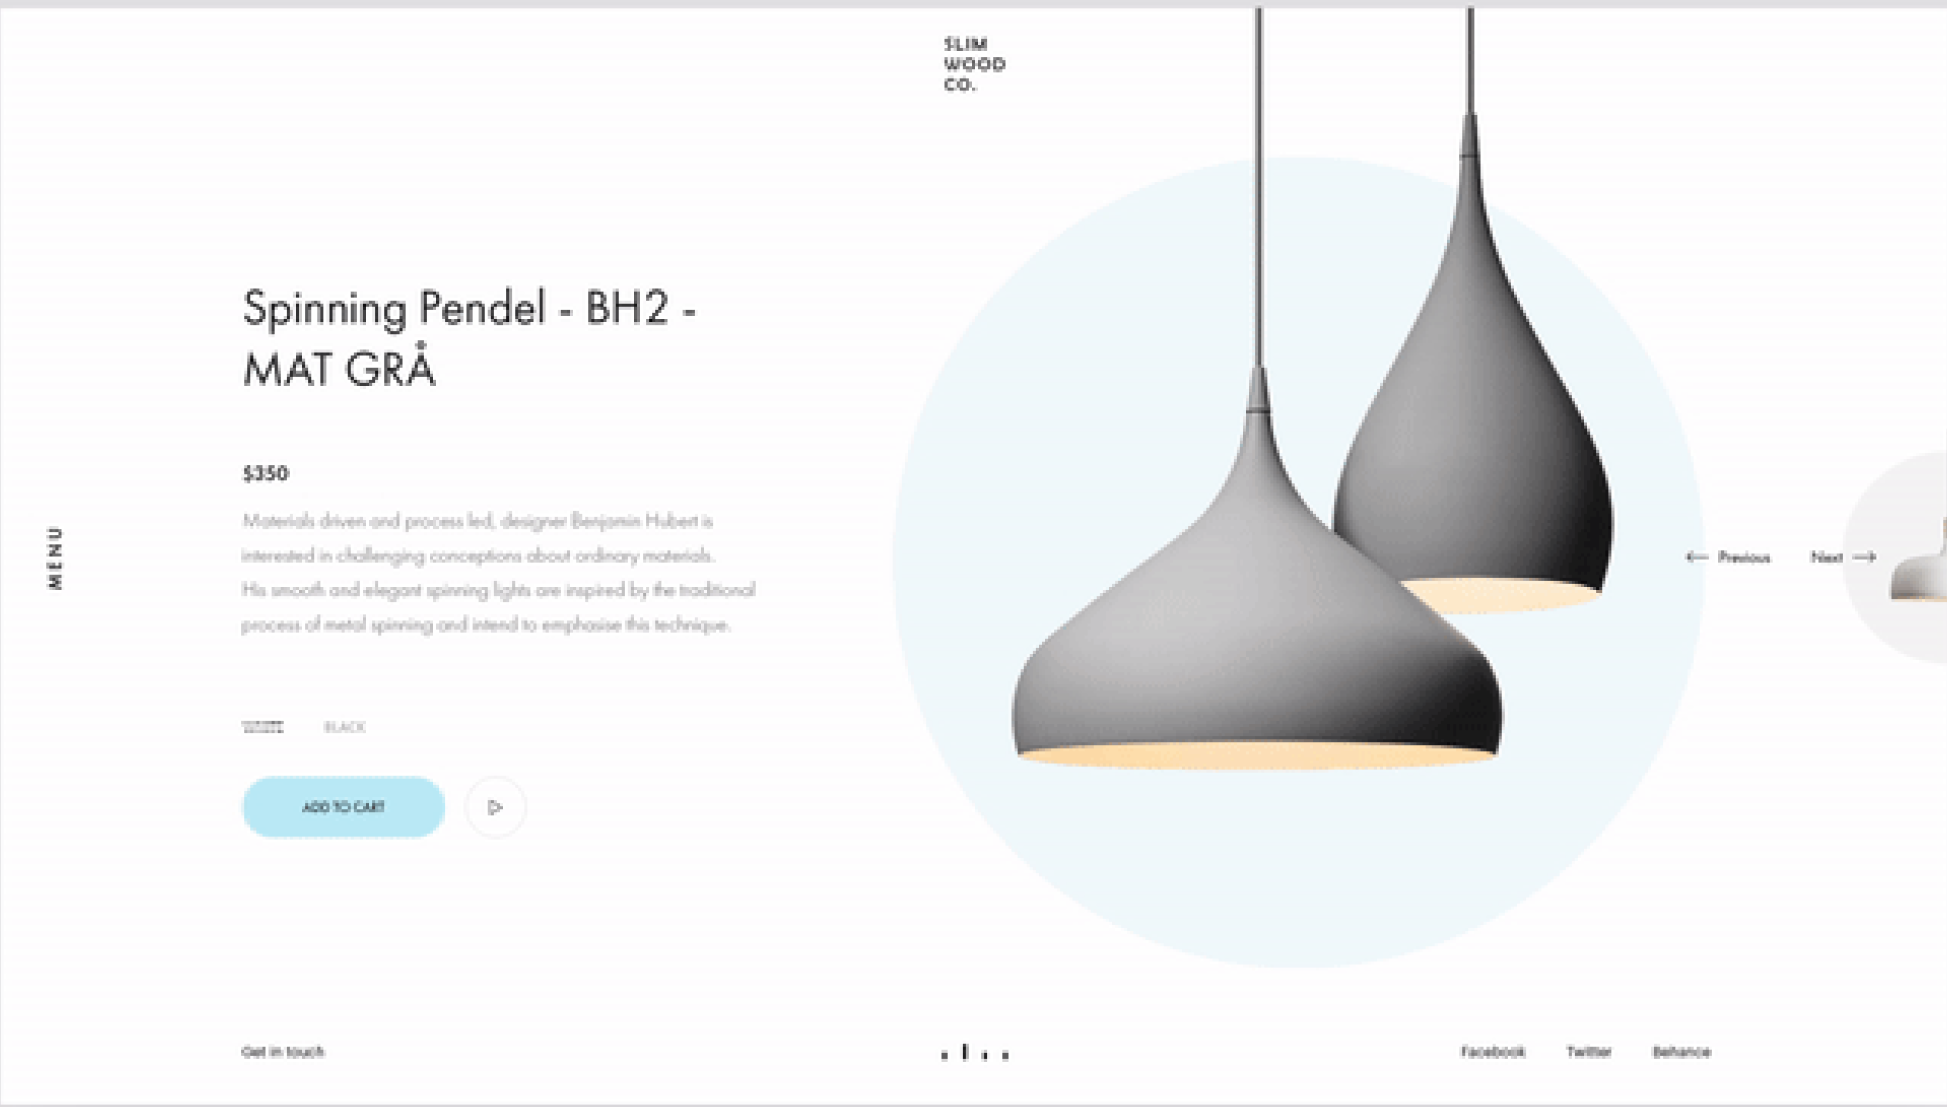 SLIM
WOOD
CO.
Spinning Pendel - BH2 -
MAT GRÅ
$350
Materials driven and process led, designer Benjamin Hubert is
interested in challenging conceptions about ordinary materials.
His smooth and elegant spinning lights are inspired by the traditional
process of metal spinning and intend to emphasise this technique.
MENU
Previous
Next
WHITE BLACK
ADD TO CART
Get in touch
Facebook Twitter Behance